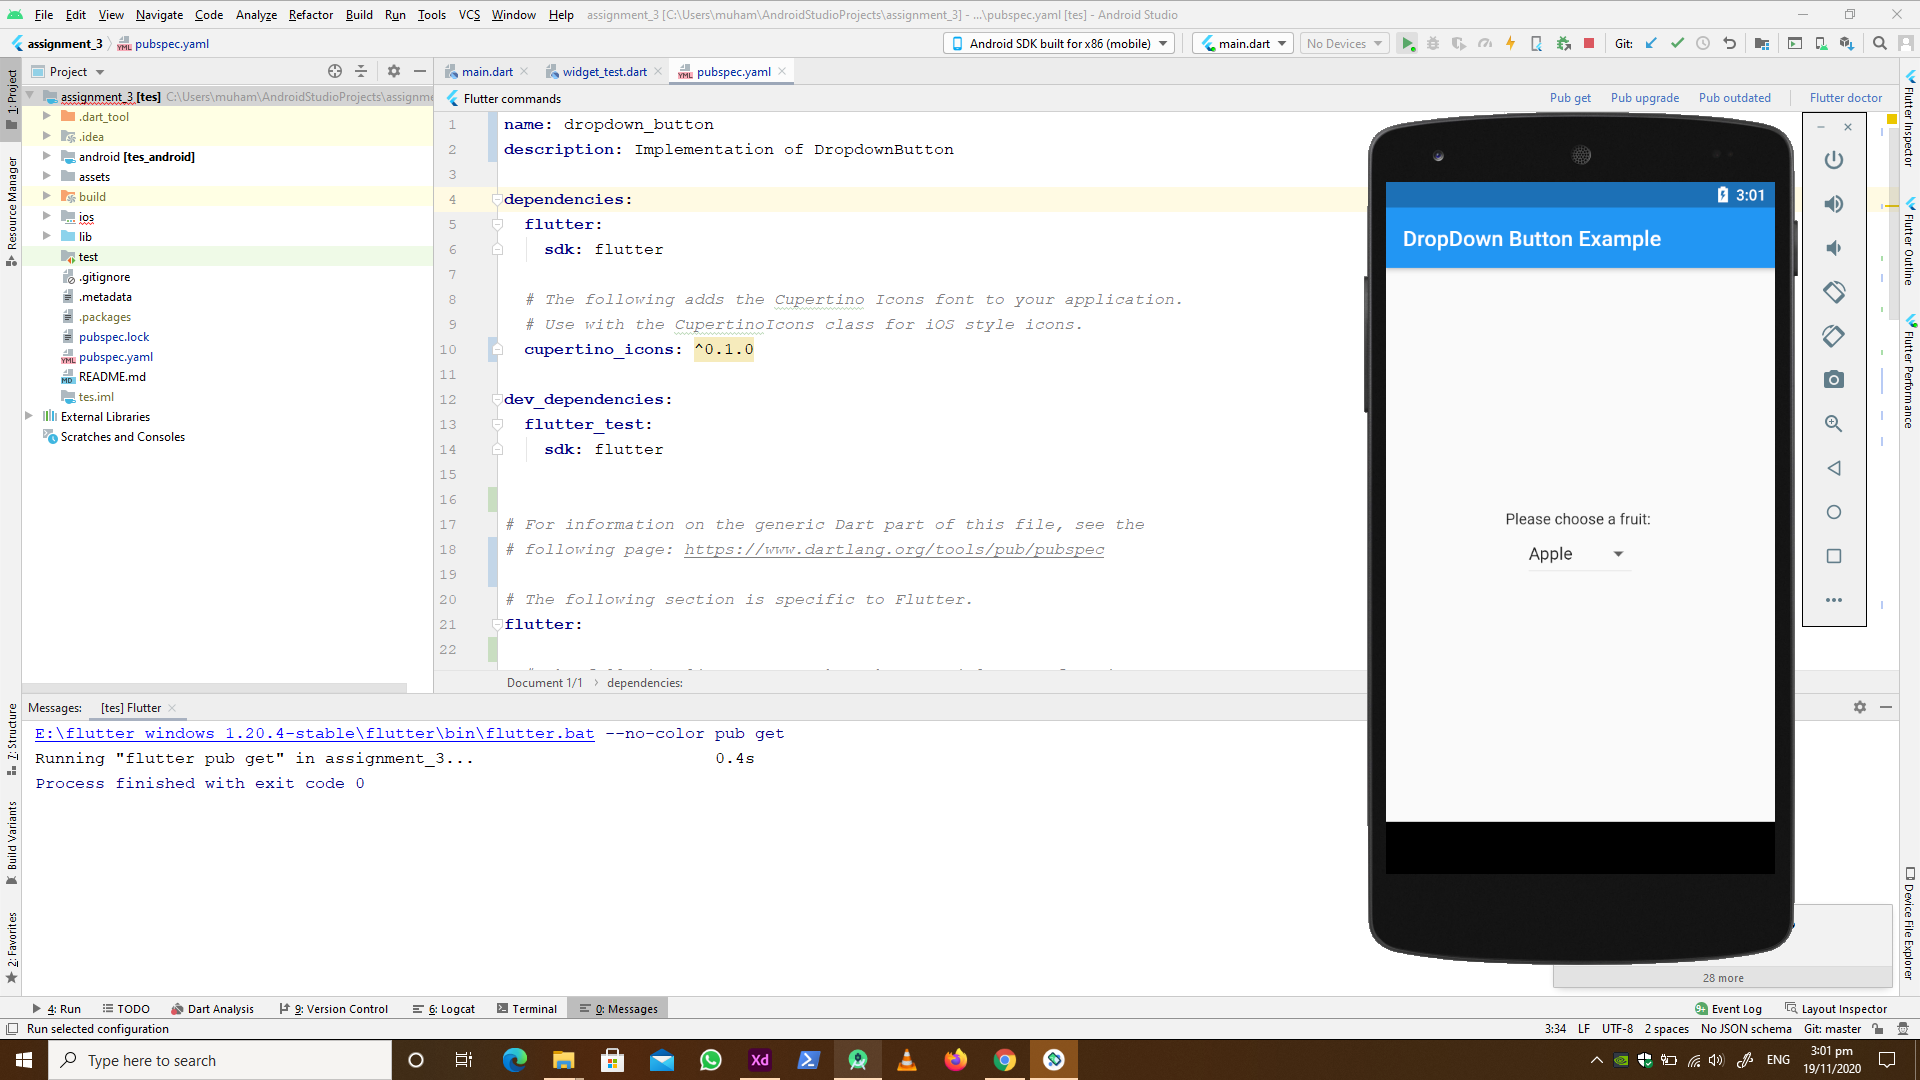 File Edit View Navigate Code Analyze Refactor Build Run Tools VCS Window Help assignment_3 [C:\Users\muham\AndroidStudioProjects\assignment_3] - ...\pubspec.yaml [tes] - Android Studio
assignment_3 pubspec.yaml Android SDK built for x86 (mobile) main.dart No Devices Git:
Project main.dart widget_test.dart pubspec.yaml
1: Project
Resource Manager
7: Structure
Build Variants
2: Favorites
assignment_3 [tes] C:\Users\muham\AndroidStudioProjects\assignme
.dart_tool
.idea
android [tes_android]
assets
build
ios
lib
test
.gitignore
.metadata
.packages
pubspec.lock
pubspec.yaml
README.md
tes.iml
External Libraries
Scratches and Consoles
Flutter commands Pub get Pub upgrade Pub outdated Flutter doctor
1 name: dropdown_button
2 description: Implementation of DropdownButton
3
4 dependencies:
5 flutter:
6 sdk: flutter
7
8 # The following adds the Cupertino Icons font to your application.
9 # Use with the CupertinoIcons class for iOS style icons.
10 cupertino_icons: ^0.1.0
11
12 dev_dependencies:
13 flutter_test:
14 sdk: flutter
15
16
17 # For information on the generic Dart part of this file, see the
18 # following page: https://www.dartlang.org/tools/pub/pubspec
19
20 # The following section is specific to Flutter.
21 flutter:
22
Document 1/1 dependencies:
3:01
DropDown Button Example
Please choose a fruit:
Apple
Flutter Inspector
Flutter Outline
Flutter Performance
Device File Explorer
Messages: [tes] Flutter
E:\flutter_windows_1.20.4-stable\flutter\bin\flutter.bat --no-color pub get
Running "flutter pub get" in assignment_3... 0.4s
Process finished with exit code 0
28 more
4: Run TODO Dart Analysis 9: Version Control 6: Logcat Terminal 0: Messages Event Log Layout Inspector
Run selected configuration 3:34 LF UTF-8 2 spaces No JSON schema Git: master
Type here to search Xd ENG 3:01 pm
19/11/2020